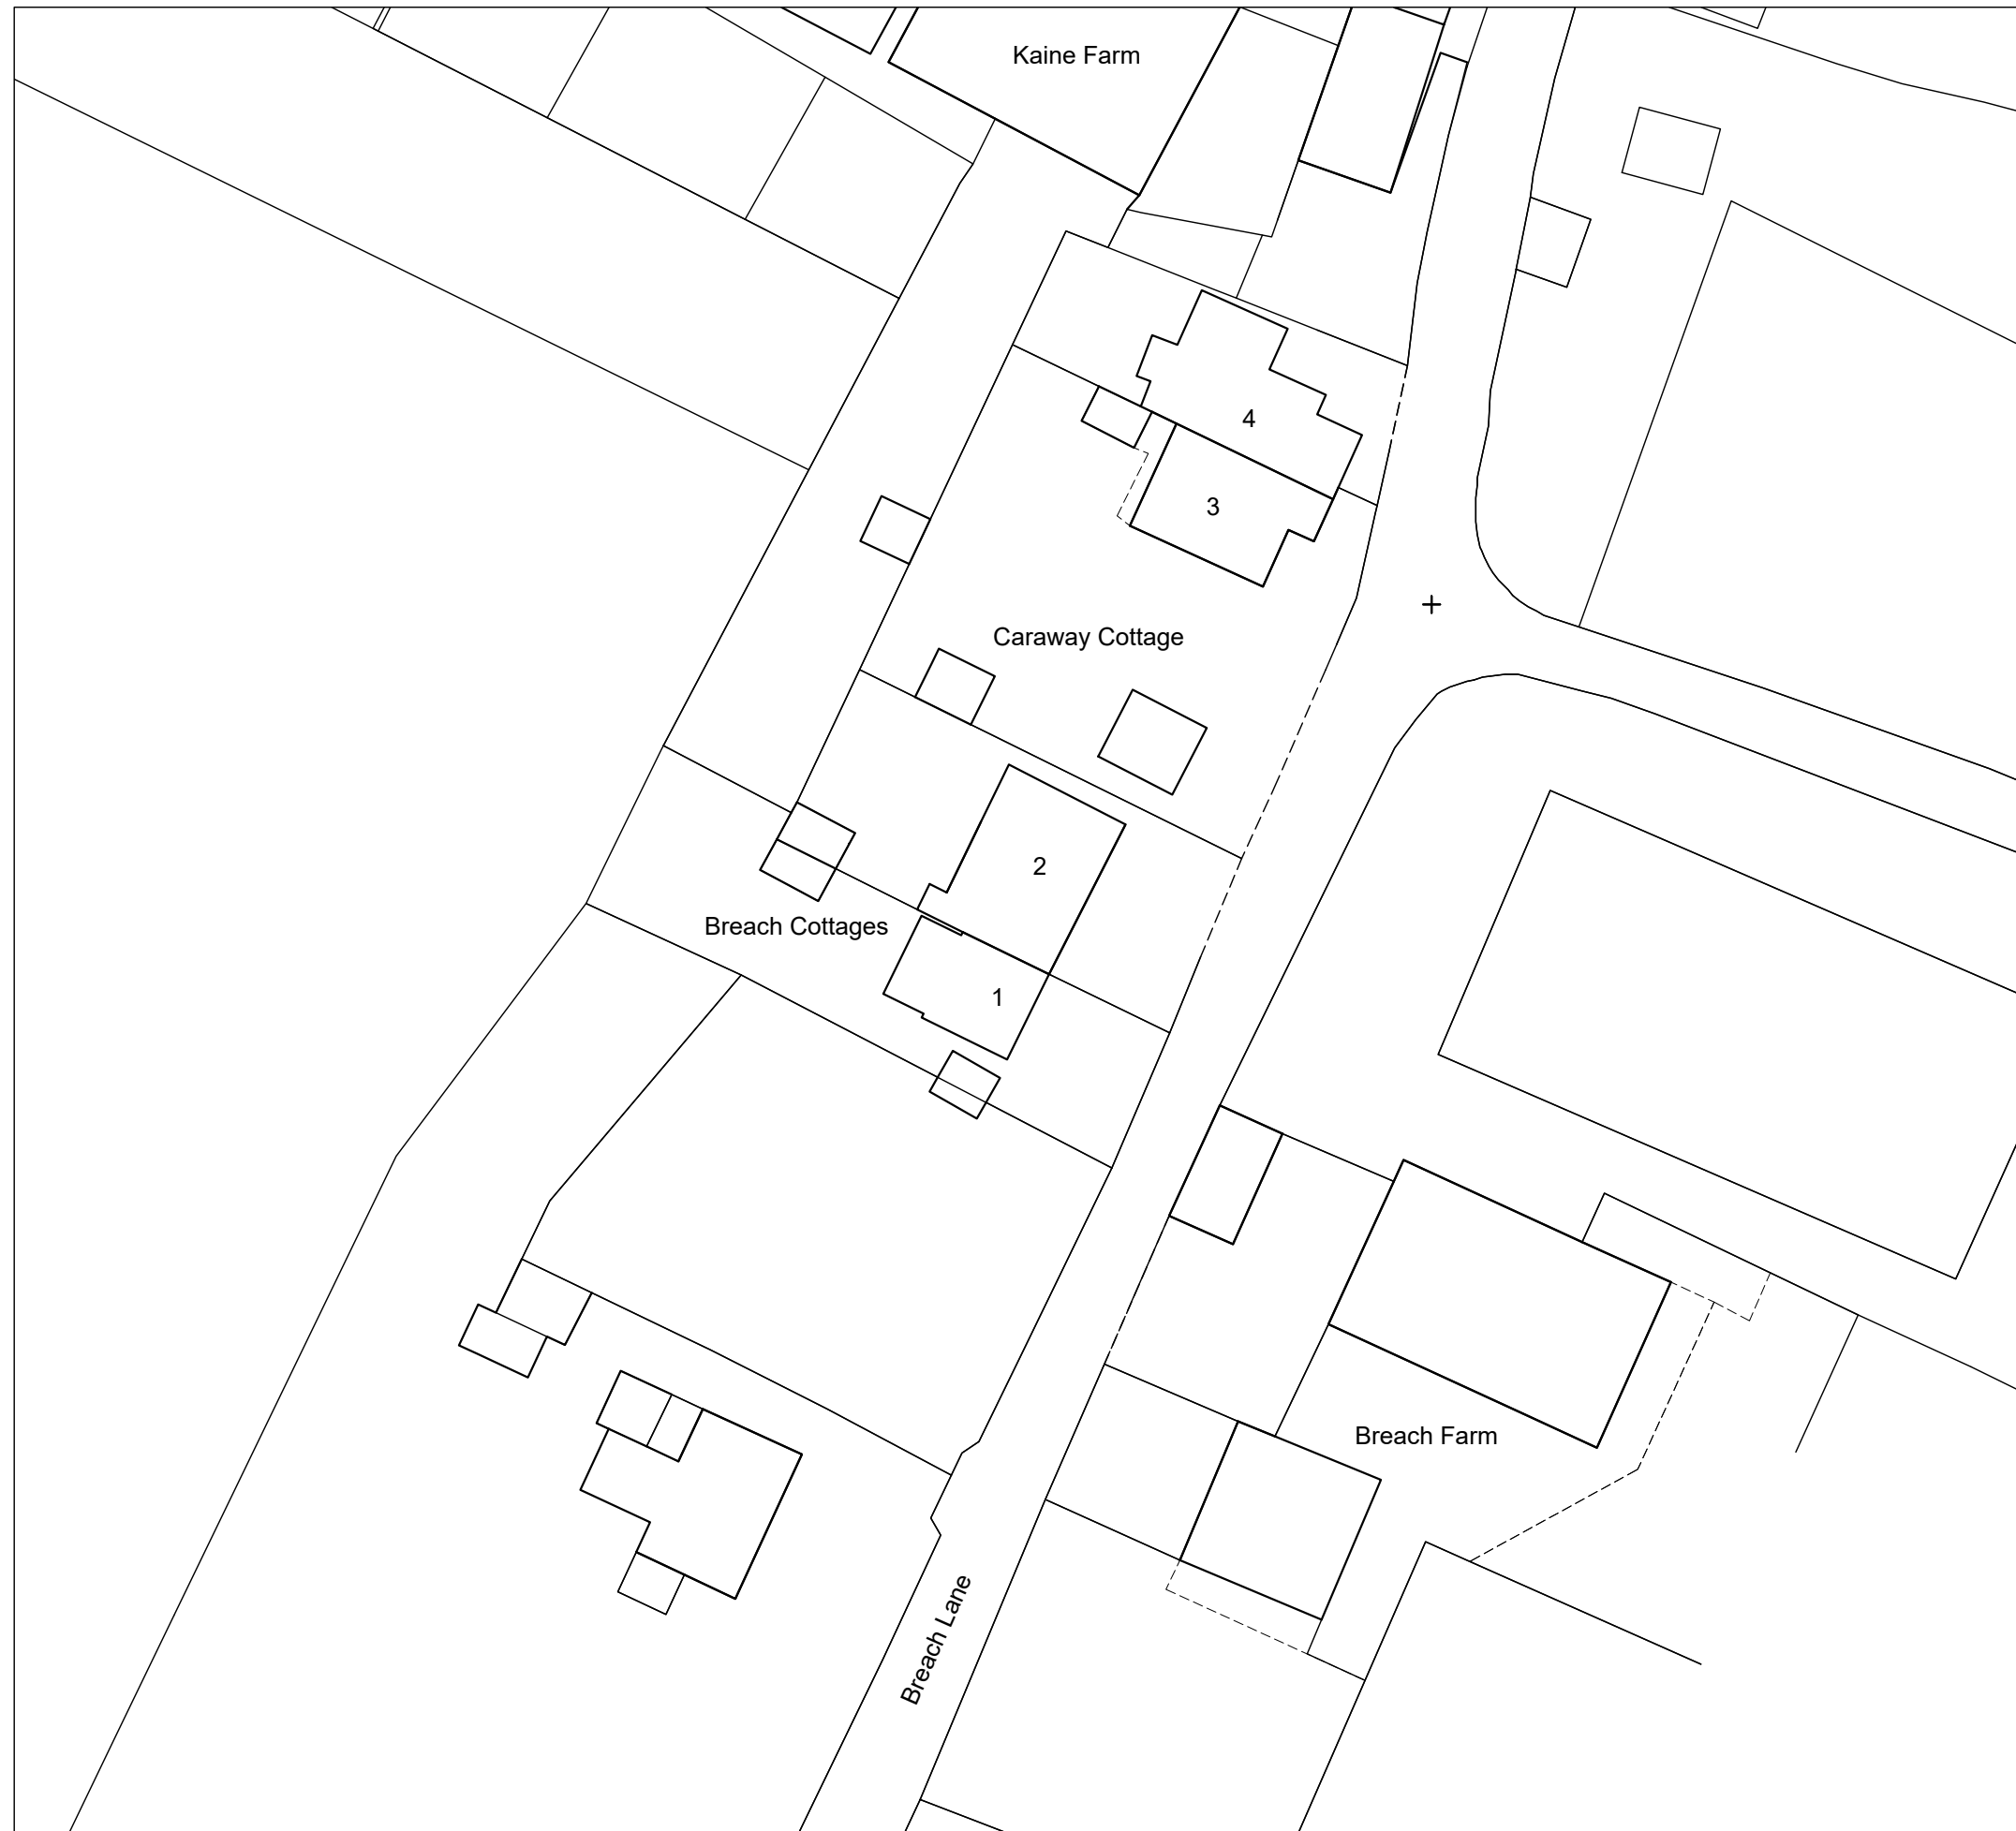 Kaine Farm
4
3
Caraway Cottage
2
Breach Cottages
1
Breach Farm
Breach Lane